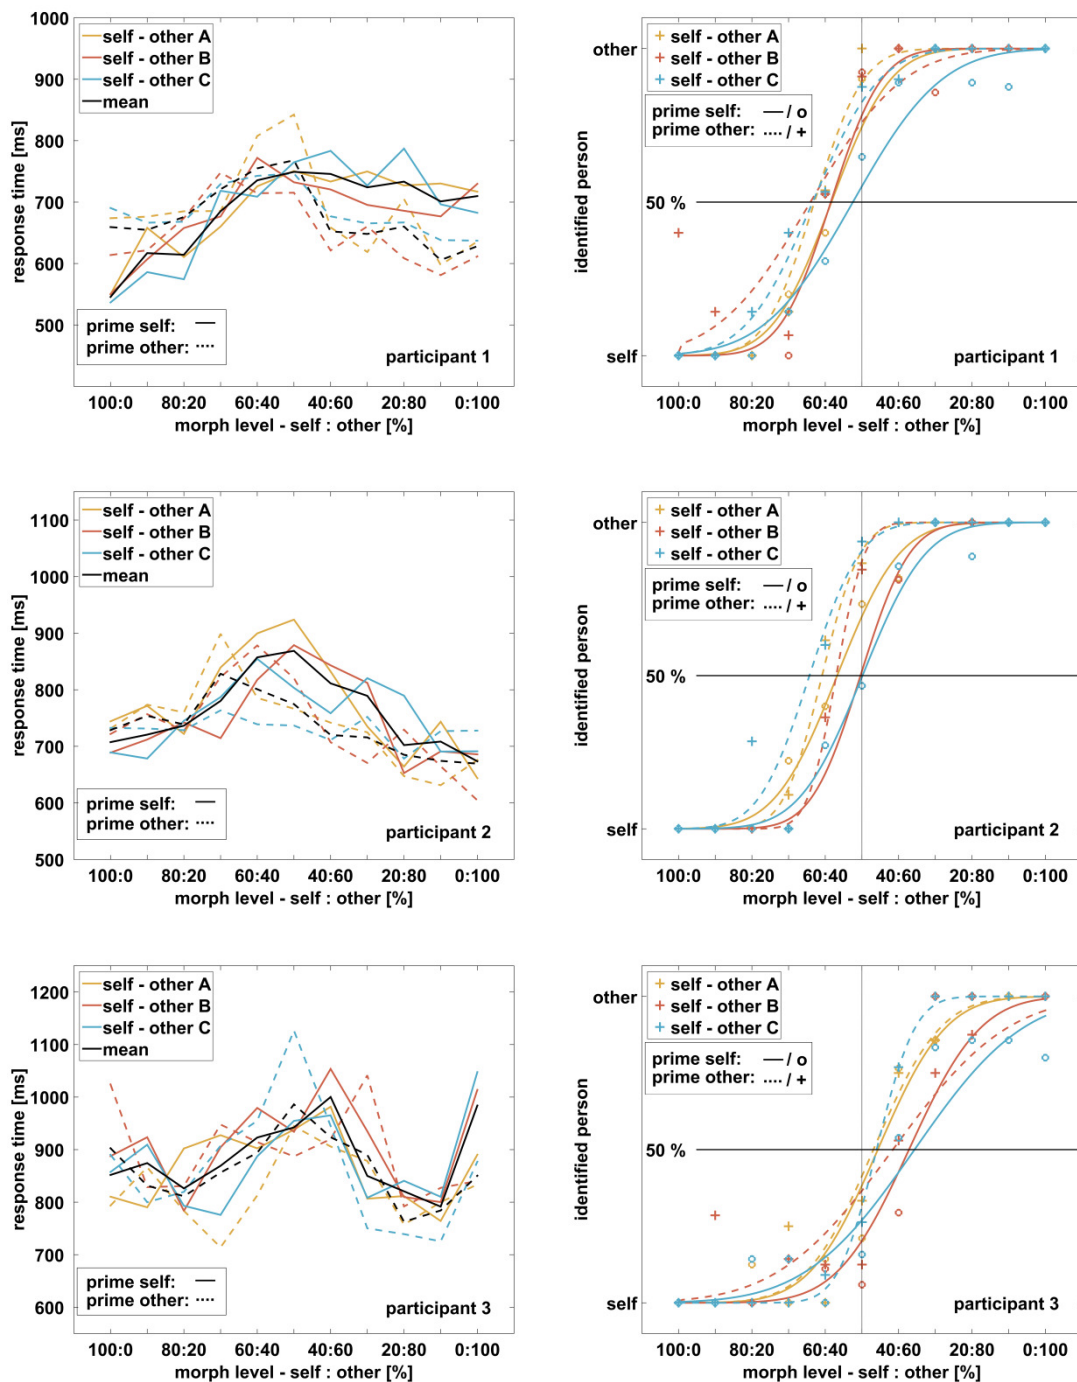 1000
900
800
700
600
500
response time [ms]
self - other A
self - other B
self - other C
mean
prime self:
prime other:
participant 1
100:0 80:20 60:40 40:60 20:80 0:100
morph level - self : other [%]
other
50 %
self
identified person
self - other A
self - other B
self - other C
prime self: — / o
prime other: .... / +
participant 1
100:0 80:20 60:40 40:60 20:80 0:100
morph level - self : other [%]
1100
1000
900
800
700
600
500
response time [ms]
self - other A
self - other B
self - other C
mean
prime self:
prime other:
participant 2
100:0 80:20 60:40 40:60 20:80 0:100
morph level - self : other [%]
other
50 %
self
identified person
self - other A
self - other B
self - other C
prime self: — / o
prime other: .... / +
participant 2
100:0 80:20 60:40 40:60 20:80 0:100
morph level - self : other [%]
1200
1100
1000
900
800
700
600
response time [ms]
self - other A
self - other B
self - other C
mean
prime self:
prime other:
participant 3
100:0 80:20 60:40 40:60 20:80 0:100
morph level - self : other [%]
other
50 %
self
identified person
self - other A
self - other B
self - other C
prime self: — / o
prime other: .... / +
participant 3
100:0 80:20 60:40 40:60 20:80 0:100
morph level - self : other [%]